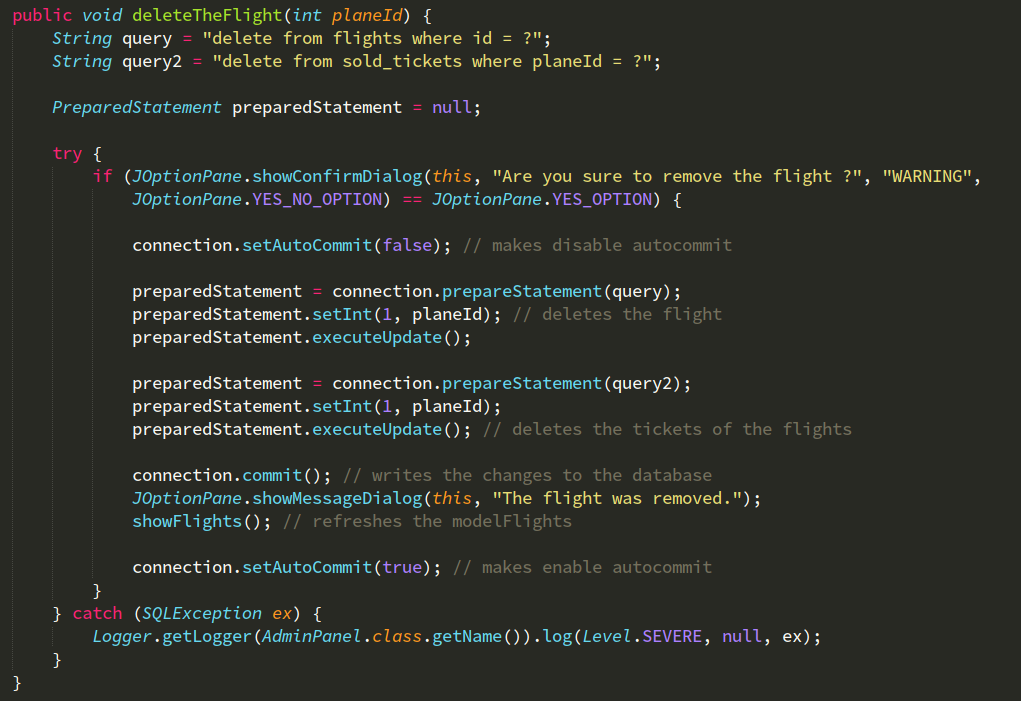 public void deleteTheFlight(int planeId) {
    String query = "delete from flights where id = ?";
    String query2 = "delete from sold_tickets where planeId = ?";

    PreparedStatement preparedStatement = null;

    try {
        if (JOptionPane.showConfirmDialog(this, "Are you sure to remove the flight ?", "WARNING",
            JOptionPane.YES_NO_OPTION) == JOptionPane.YES_OPTION) {

            connection.setAutoCommit(false); // makes disable autocommit

            preparedStatement = connection.prepareStatement(query);
            preparedStatement.setInt(1, planeId); // deletes the flight
            preparedStatement.executeUpdate();

            preparedStatement = connection.prepareStatement(query2);
            preparedStatement.setInt(1, planeId);
            preparedStatement.executeUpdate(); // deletes the tickets of the flights

            connection.commit(); // writes the changes to the database
            JOptionPane.showMessageDialog(this, "The flight was removed.");
            showFlights(); // refreshes the modelFlights

            connection.setAutoCommit(true); // makes enable autocommit
        }
    } catch (SQLException ex) {
        Logger.getLogger(AdminPanel.class.getName()).log(Level.SEVERE, null, ex);
    }
}